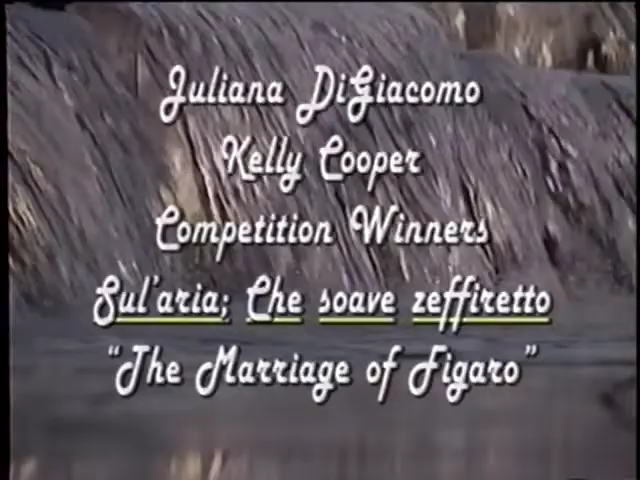 Juliana DiGiacomo
Kelly Cooper
Competition Winners
Sul'aria; Che soave zeffiretto
"The Marriage of Figaro"